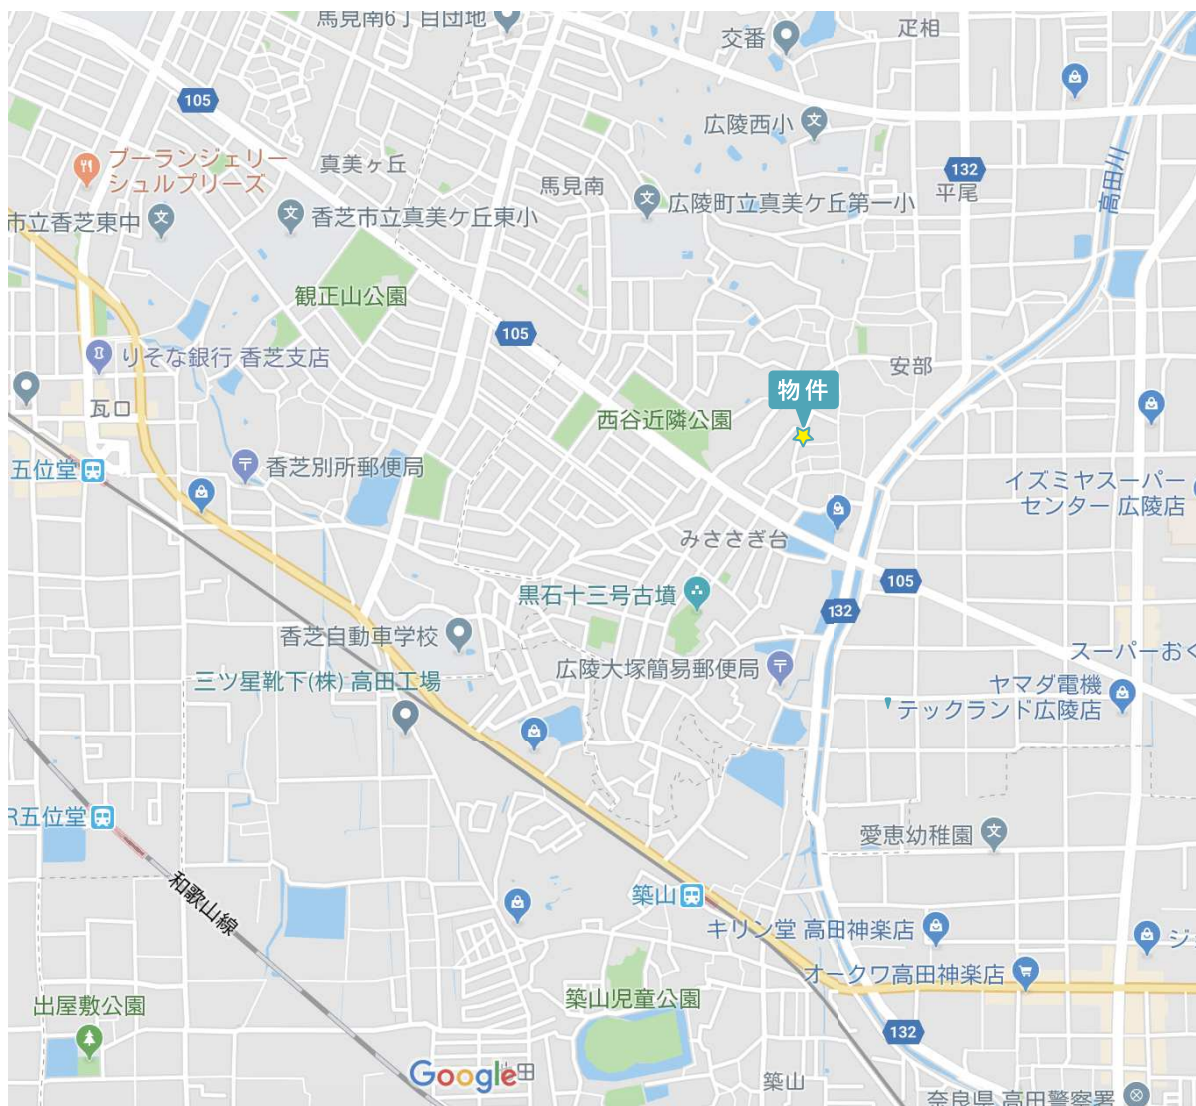 馬見南6丁目団地
交番
疋相
105
広陵西小
ブーランジェリー
シュルプリーズ
真美ヶ丘
馬見南
132
平尾
高田川
市立香芝東中
香芝市立真美ケ丘東小
広陵町立真美ケ丘第一小
観正山公園
105
りそな銀行 香芝支店
安部
物件
瓦口
西谷近隣公園
五位堂
香芝別所郵便局
イズミヤスーパー
センター 広陵店
みささぎ台
105
黒石十三号古墳
132
香芝自動車学校
広陵大塚簡易郵便局
スーパーおく
三ツ星靴下(株) 高田工場
ヤマダ電機
テックランド広陵店
R五位堂
愛恵幼稚園
和歌山線
築山
キリン堂 高田神楽店
ジ
オークワ高田神楽店
出屋敷公園
築山児童公園
132
Google
田
築山
奈良県 高田警察署